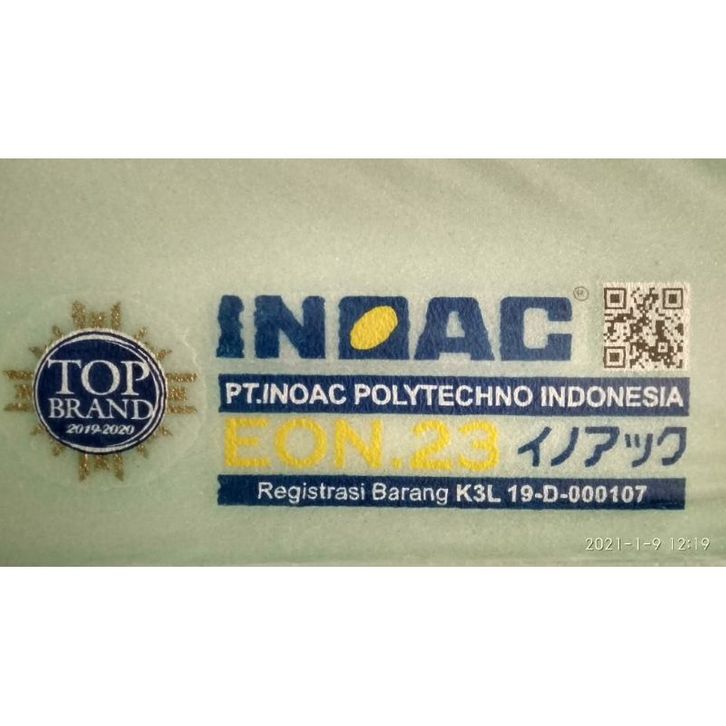 INOAC®
TOP
BRAND
2019-2020
PT.INOAC POLYTECHNO INDONESIA
EON.23 イノアック
Registrasi Barang K3L 19-D-000107
2021-1-9 12:19